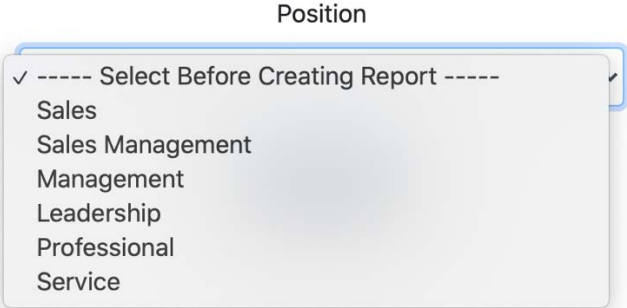 Position
✓ ----- Select Before Creating Report -----
Sales
Sales Management
Management
Leadership
Professional
Service